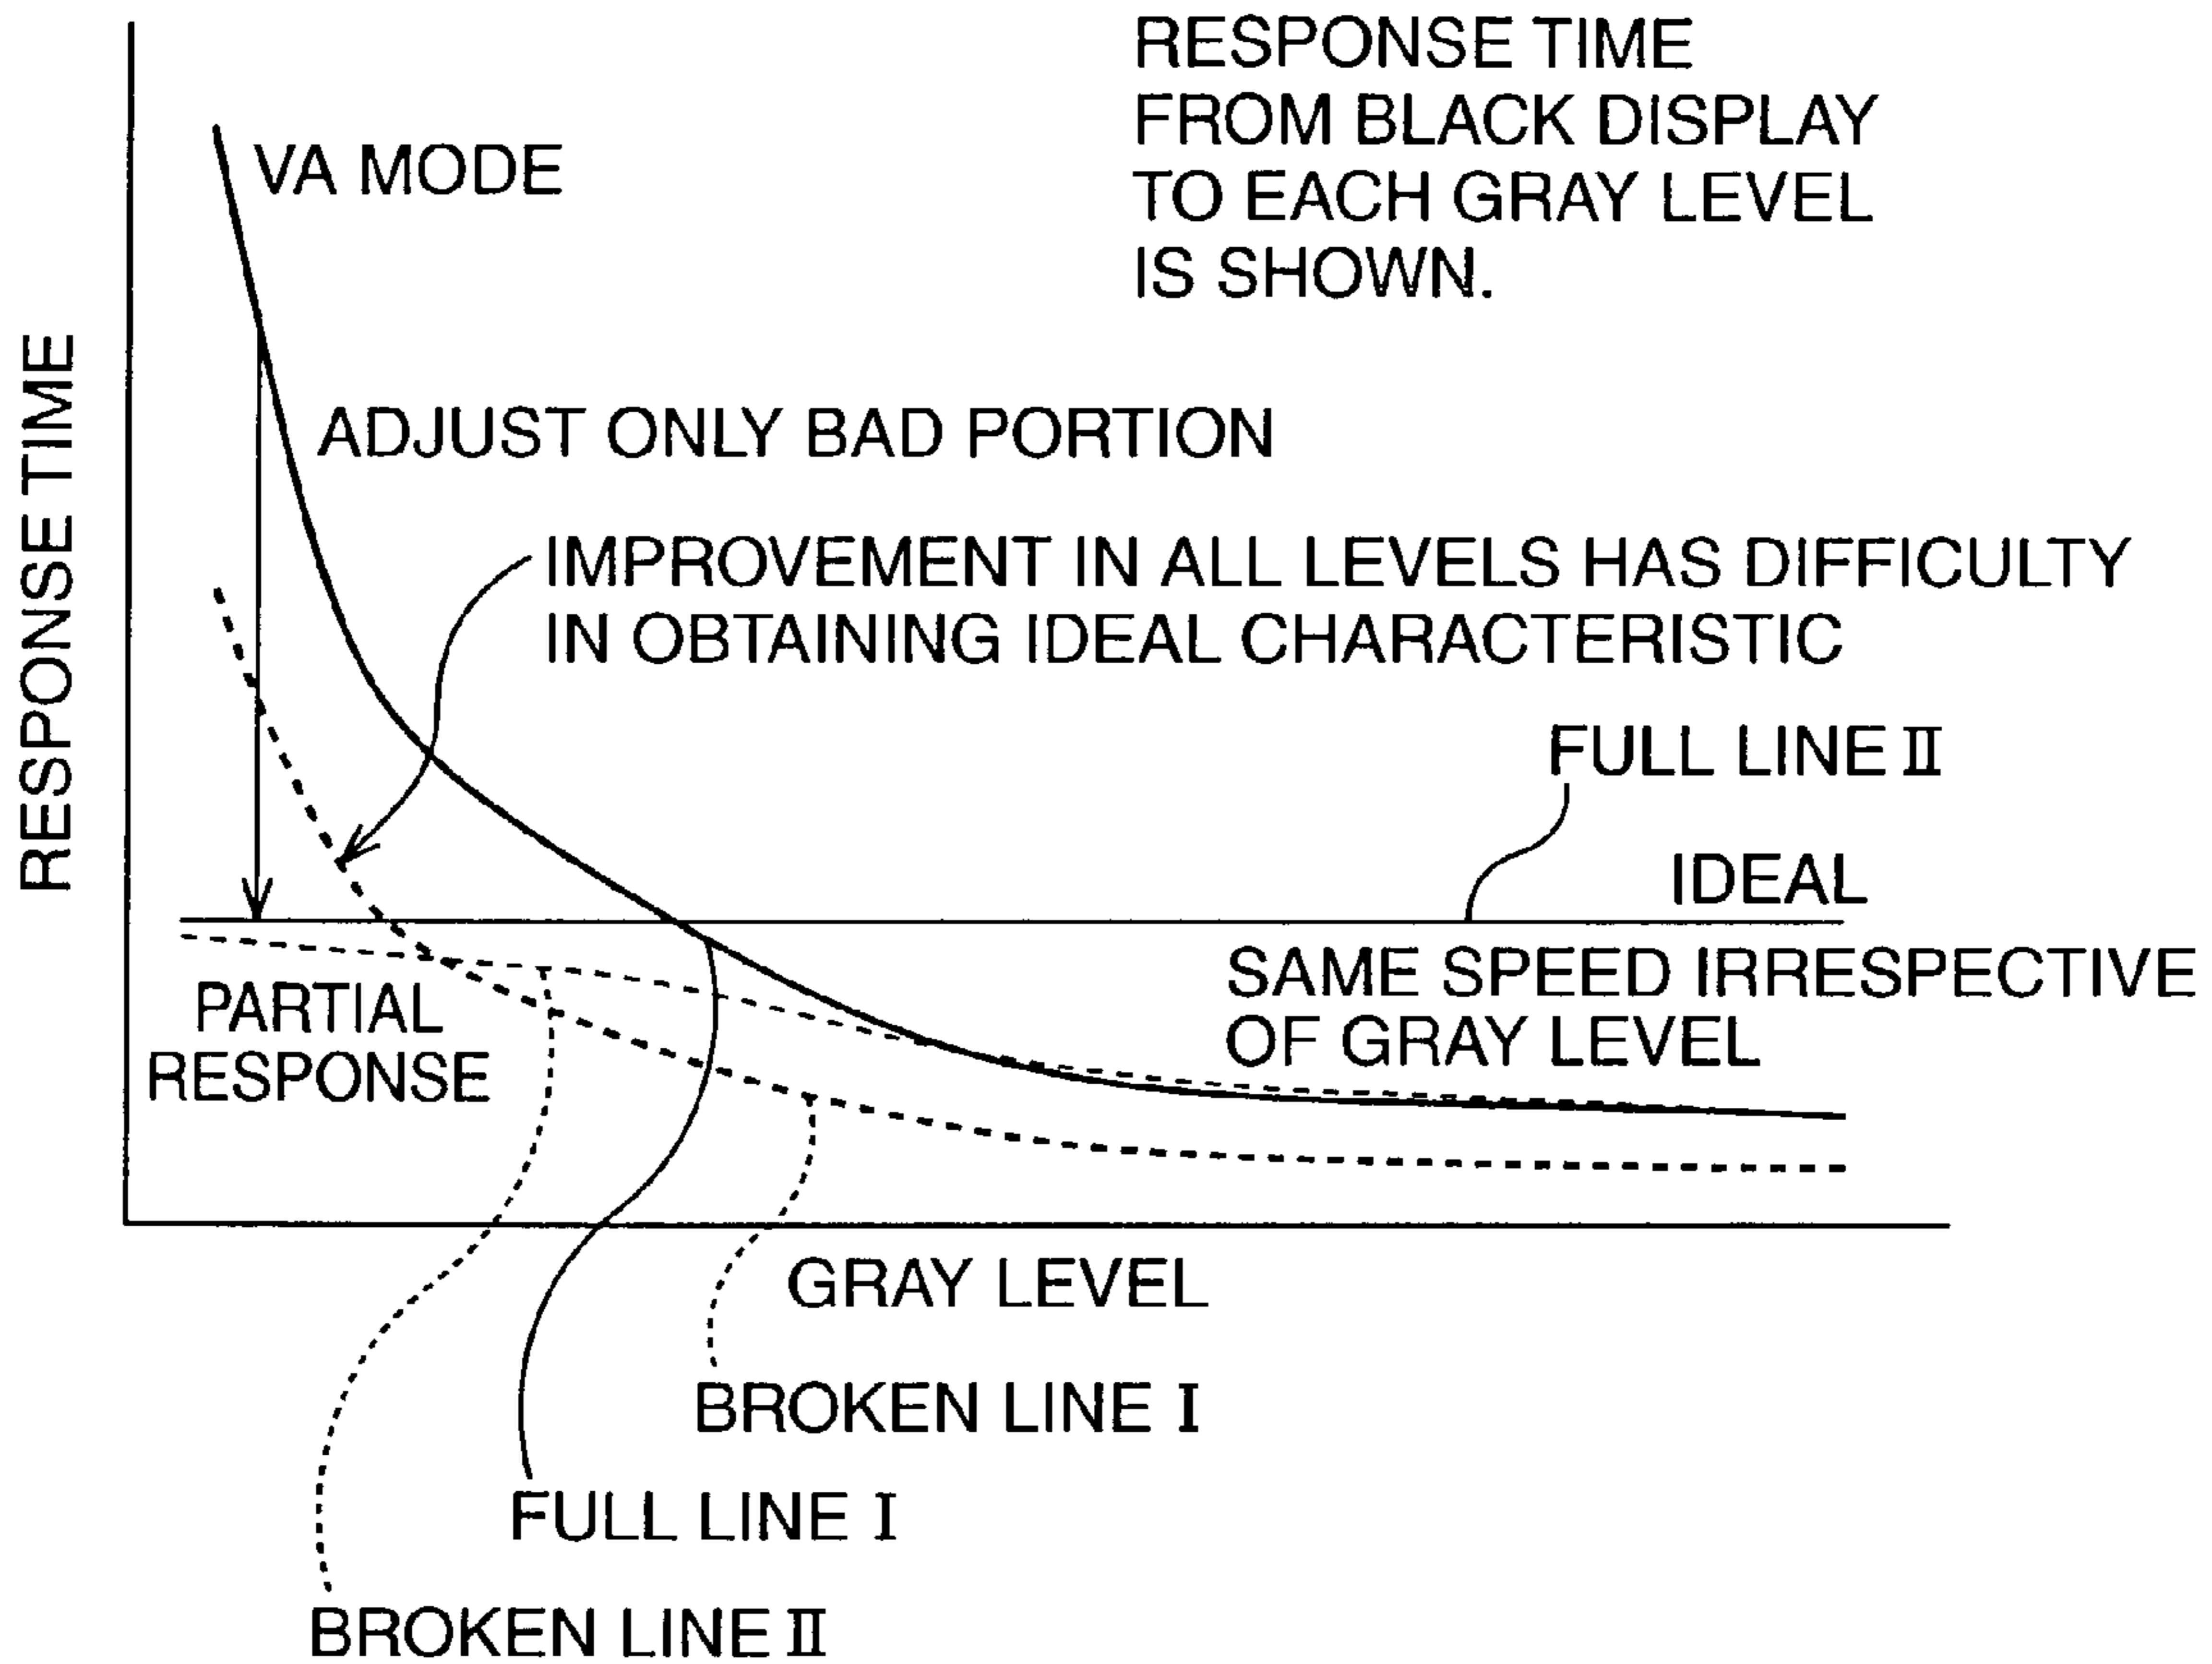 RESPONSE TIME
FROM BLACK DISPLAY
TO EACH GRAY LEVEL
IS SHOWN.
VA MODE
RESPONSE TIME
ADJUST ONLY BAD PORTION
IMPROVEMENT IN ALL LEVELS HAS DIFFICULTY
IN OBTAINING IDEAL CHARACTERISTIC
FULL LINE II
IDEAL
SAME SPEED IRRESPECTIVE
OF GRAY LEVEL
PARTIAL
RESPONSE
GRAY LEVEL
BROKEN LINE I
FULL LINE I
BROKEN LINE II